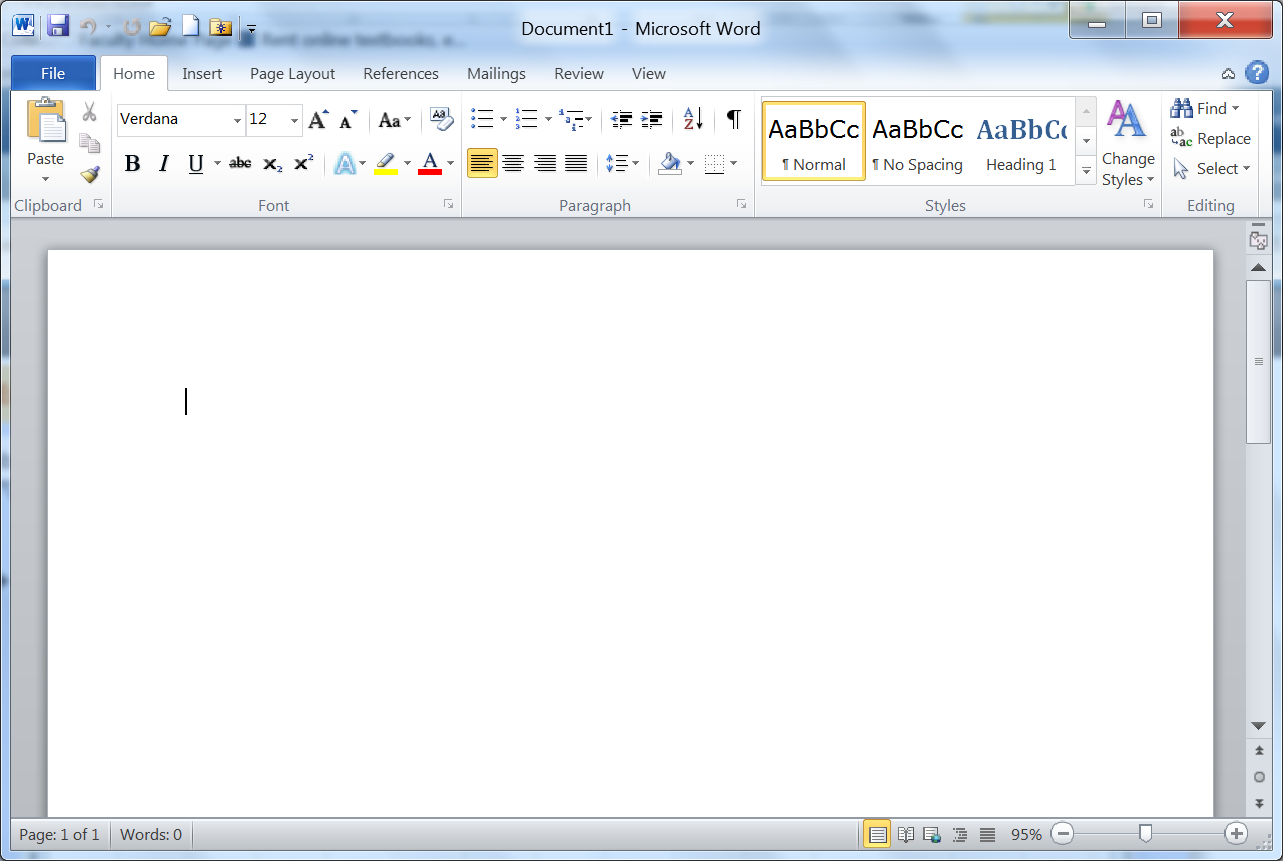 Document1 - Microsoft Word
File Home Insert Page Layout References Mailings Review View
Verdana 12 Aa
Paste
B I U abc X₂ X² A A
AaBbCc AaBbCc AaBbCc
¶ Normal ¶ No Spacing Heading 1
Change
Styles
Find
Replace
Select
Clipboard Font Paragraph Styles Editing
Page: 1 of 1 Words: 0 95%